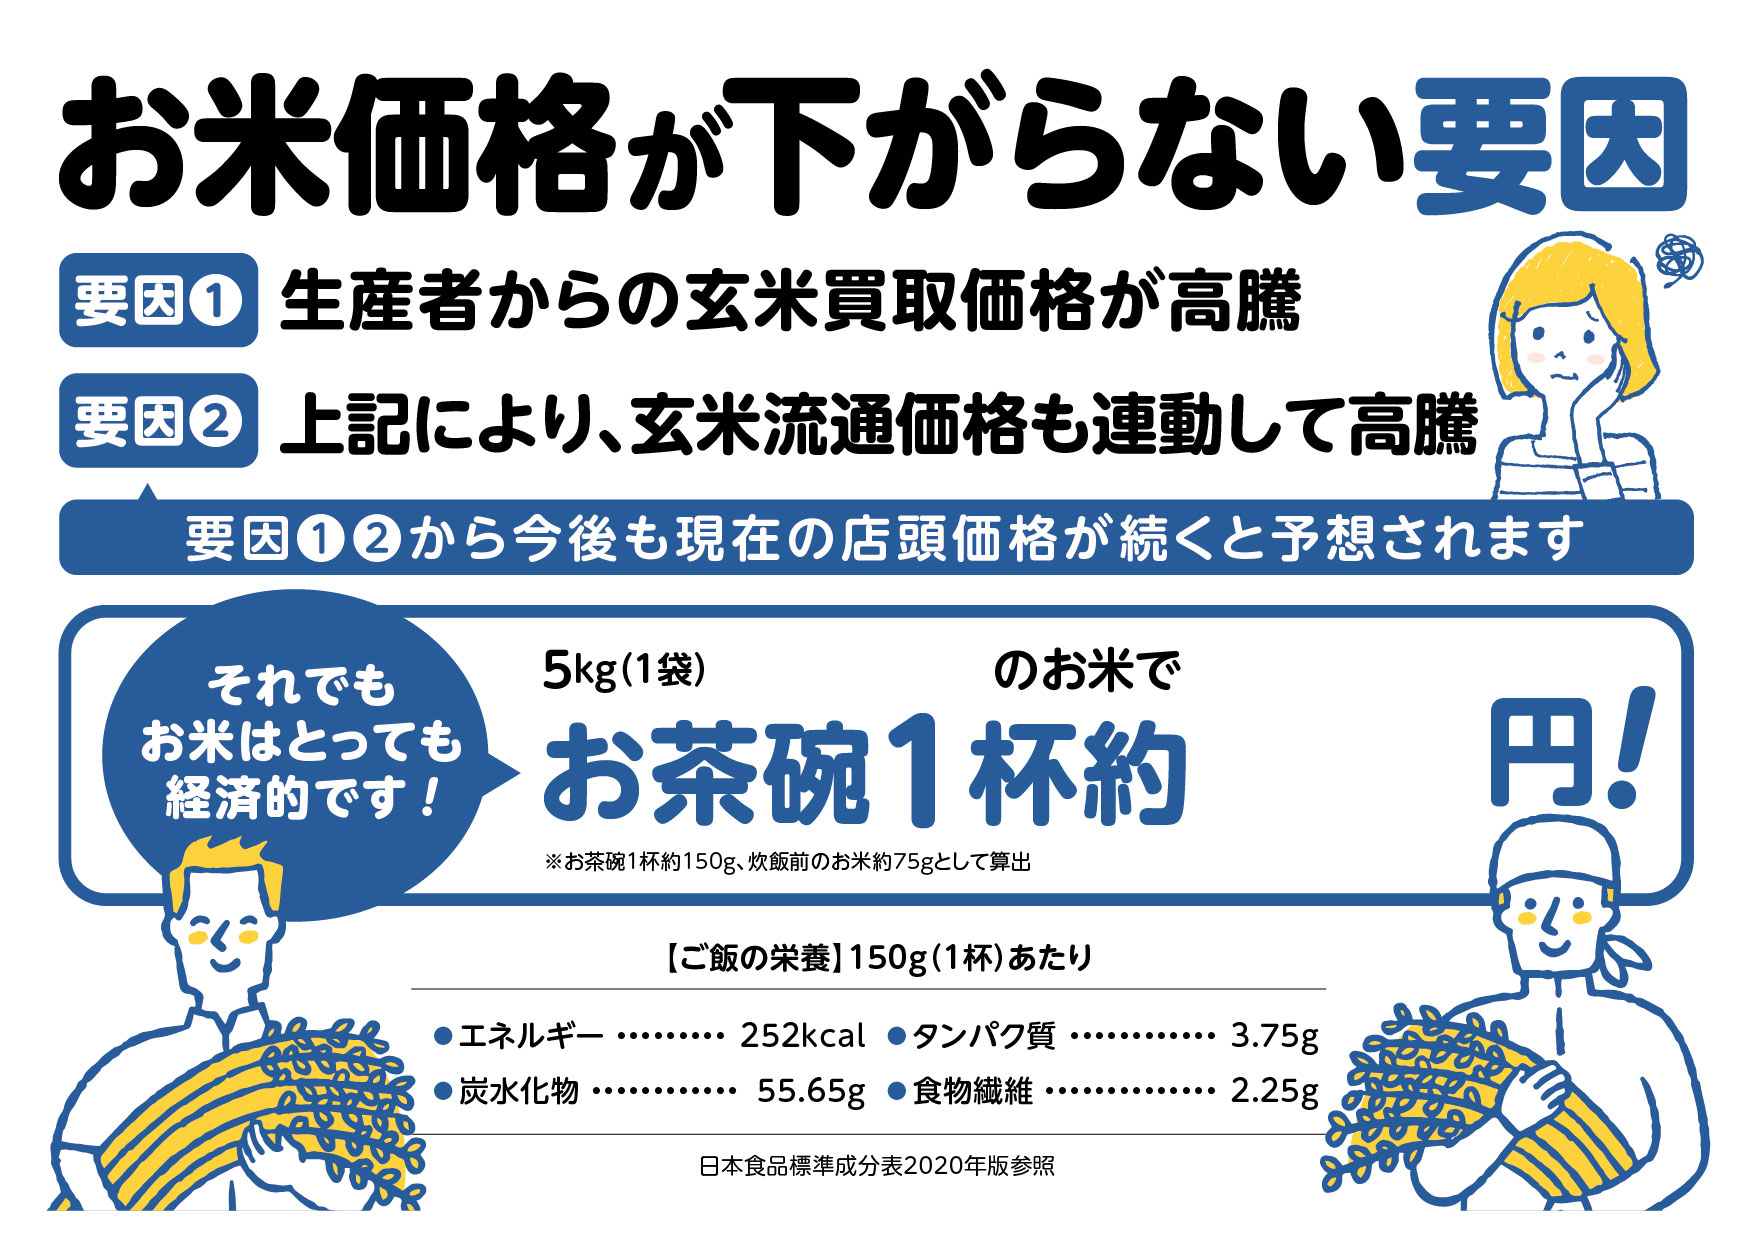 お米価格が下がらない要因
要因❶ 生産者からの玄米買取価格が高騰
要因❷ 上記により、玄米流通価格も連動して高騰
要因❶❷から今後も現在の店頭価格が続くと予想されます
それでも
お米はとっても
経済的です!
5kg(1袋) のお米で
お茶碗1杯約 円!
※お茶碗1杯約150g、炊飯前のお米約75gとして算出
【ご飯の栄養】150g(1杯)あたり
●エネルギー ⋯⋯⋯ 252kcal ●タンパク質 ⋯⋯⋯⋯ 3.75g
●炭水化物 ⋯⋯⋯⋯ 55.65g ●食物繊維 ⋯⋯⋯⋯⋯ 2.25g
日本食品標準成分表2020年版参照